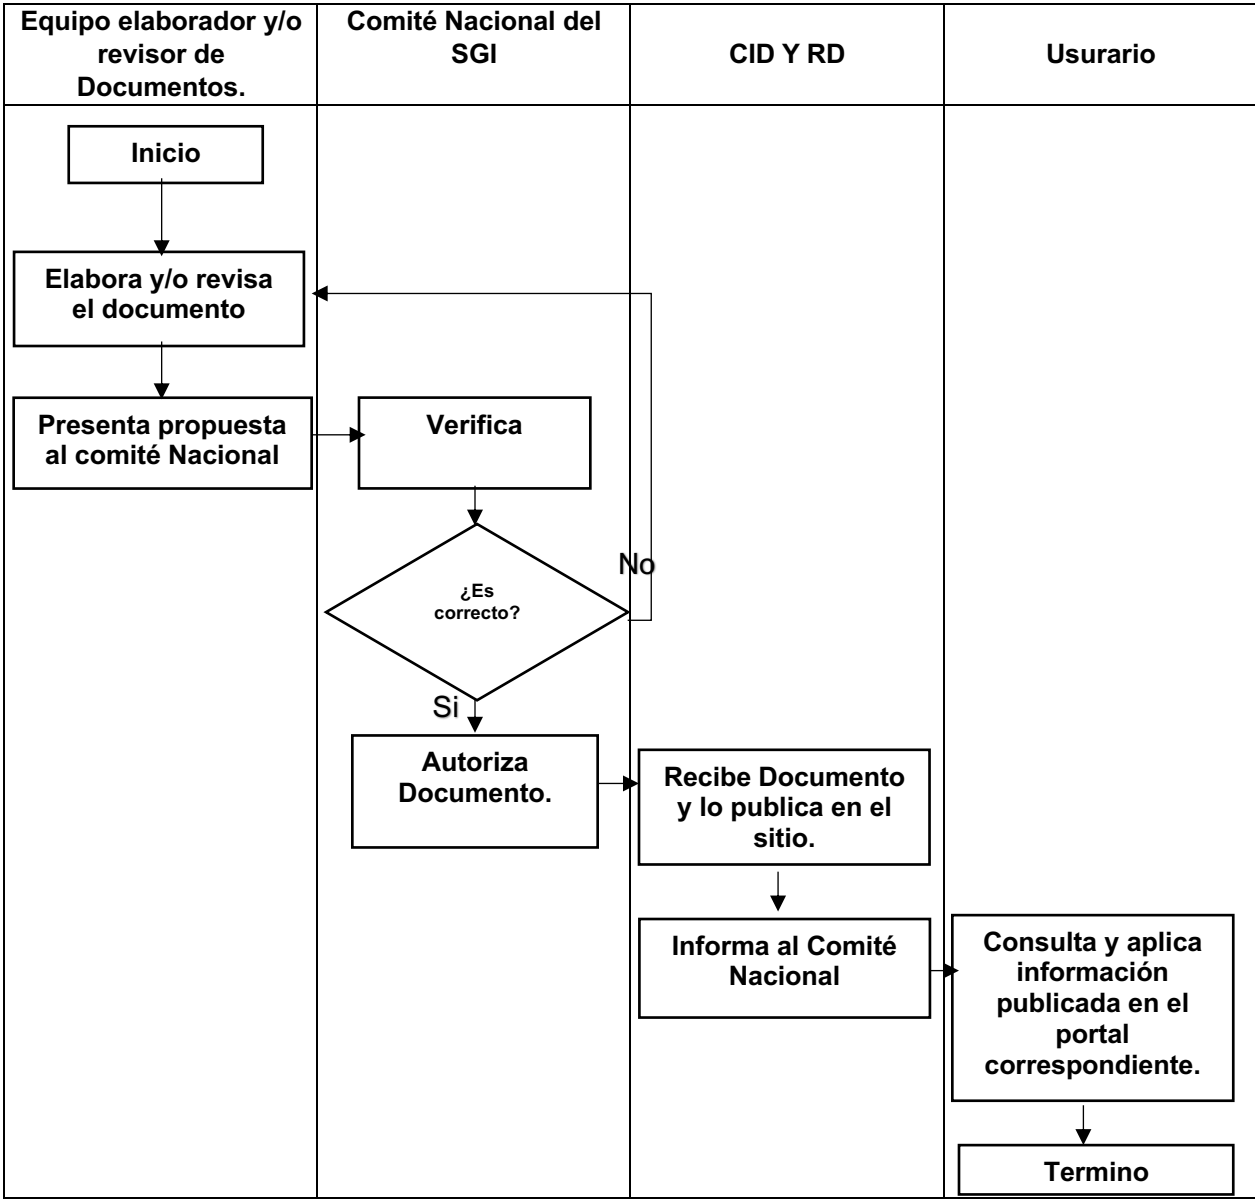 Equipo elaborador y/o
revisor de
Documentos.
Comité Nacional del
SGI
CID Y RD
Usurario
Inicio
Elabora y/o revisa
el documento
Presenta propuesta
al comité Nacional
Verifica
No
¿Es
correcto?
Si
Autoriza
Documento.
Recibe Documento
y lo publica en el
sitio.
Informa al Comité
Nacional
Consulta y aplica
información
publicada en el
portal
correspondiente.
Termino